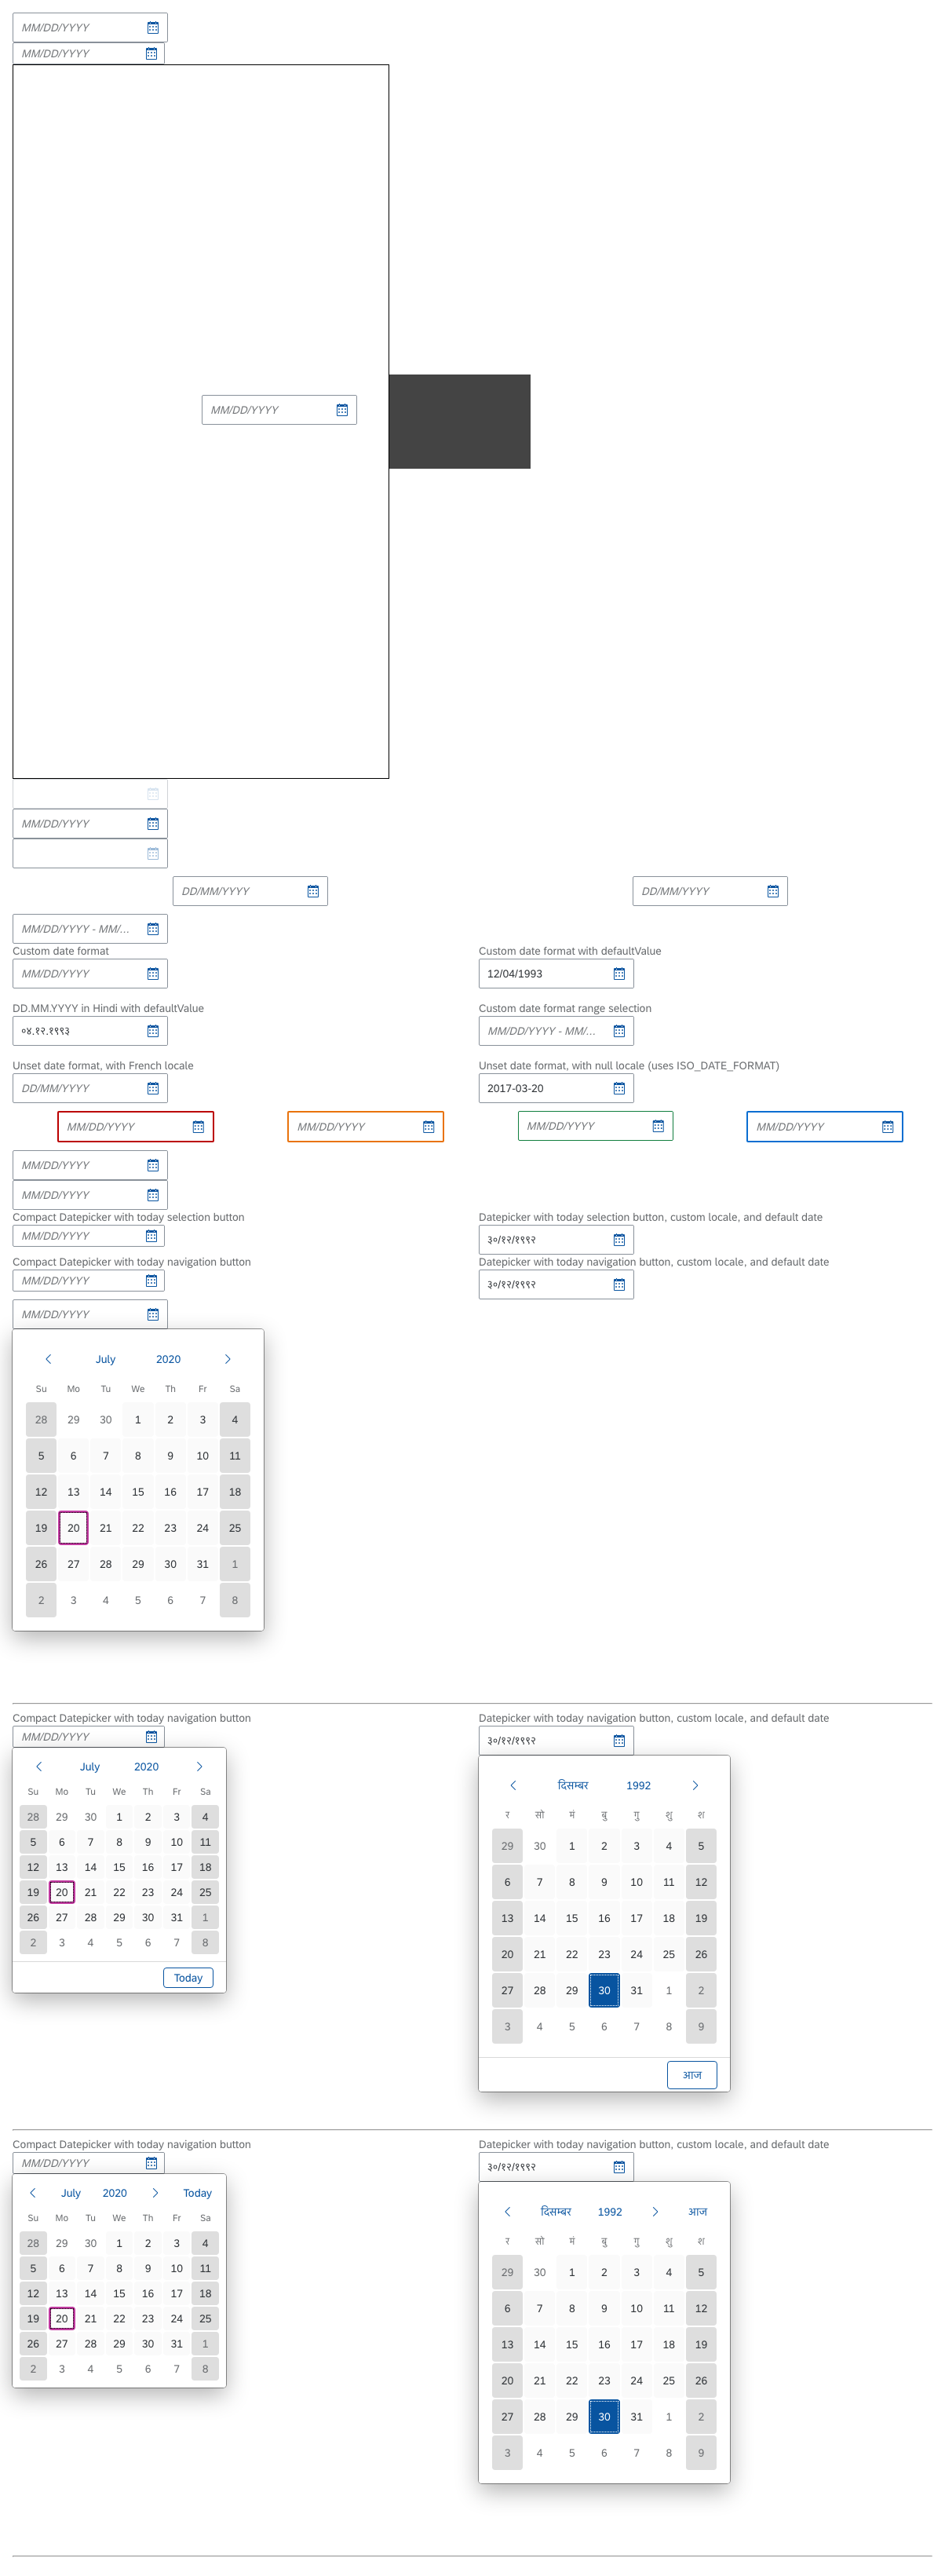 MM/DD/YYYY
MM/DD/YYYY
MM/DD/YYYY
MM/DD/YYYY
DD/MM/YYYY DD/MM/YYYY
MM/DD/YYYY - MM/...
Custom date format Custom date format with defaultValue
MM/DD/YYYY 12/04/1993
DD.MM.YYYY in Hindi with defaultValue Custom date format range selection
०४.१२.१९९३ MM/DD/YYYY - MM/...
Unset date format, with French locale Unset date format, with null locale (uses ISO_DATE_FORMAT)
DD/MM/YYYY 2017-03-20
MM/DD/YYYY MM/DD/YYYY MM/DD/YYYY MM/DD/YYYY
MM/DD/YYYY
MM/DD/YYYY
Compact Datepicker with today selection button Datepicker with today selection button, custom locale, and default date
MM/DD/YYYY ३०/१२/१९९२
Compact Datepicker with today navigation button Datepicker with today navigation button, custom locale, and default date
MM/DD/YYYY ३०/१२/१९९२
MM/DD/YYYY
July 2020
Su Mo Tu We Th Fr Sa
28 29 30 1 2 3 4
5 6 7 8 9 10 11
12 13 14 15 16 17 18
19 20 21 22 23 24 25
26 27 28 29 30 31 1
2 3 4 5 6 7 8
Compact Datepicker with today navigation button
MM/DD/YYYY
July 2020
Su Mo Tu We Th Fr Sa
28 29 30 1 2 3 4
5 6 7 8 9 10 11
12 13 14 15 16 17 18
19 20 21 22 23 24 25
26 27 28 29 30 31 1
2 3 4 5 6 7 8
Today
Datepicker with today navigation button, custom locale, and default date
३०/१२/१९९२
दिसम्बर 1992
र सो मं बु गु शु श
29 30 1 2 3 4 5
6 7 8 9 10 11 12
13 14 15 16 17 18 19
20 21 22 23 24 25 26
27 28 29 30 31 1 2
3 4 5 6 7 8 9
आज
Compact Datepicker with today navigation button
MM/DD/YYYY
July 2020 Today
Su Mo Tu We Th Fr Sa
28 29 30 1 2 3 4
5 6 7 8 9 10 11
12 13 14 15 16 17 18
19 20 21 22 23 24 25
26 27 28 29 30 31 1
2 3 4 5 6 7 8
Datepicker with today navigation button, custom locale, and default date
३०/१२/१९९२
दिसम्बर 1992 आज
र सो मं बु गु शु श
29 30 1 2 3 4 5
6 7 8 9 10 11 12
13 14 15 16 17 18 19
20 21 22 23 24 25 26
27 28 29 30 31 1 2
3 4 5 6 7 8 9